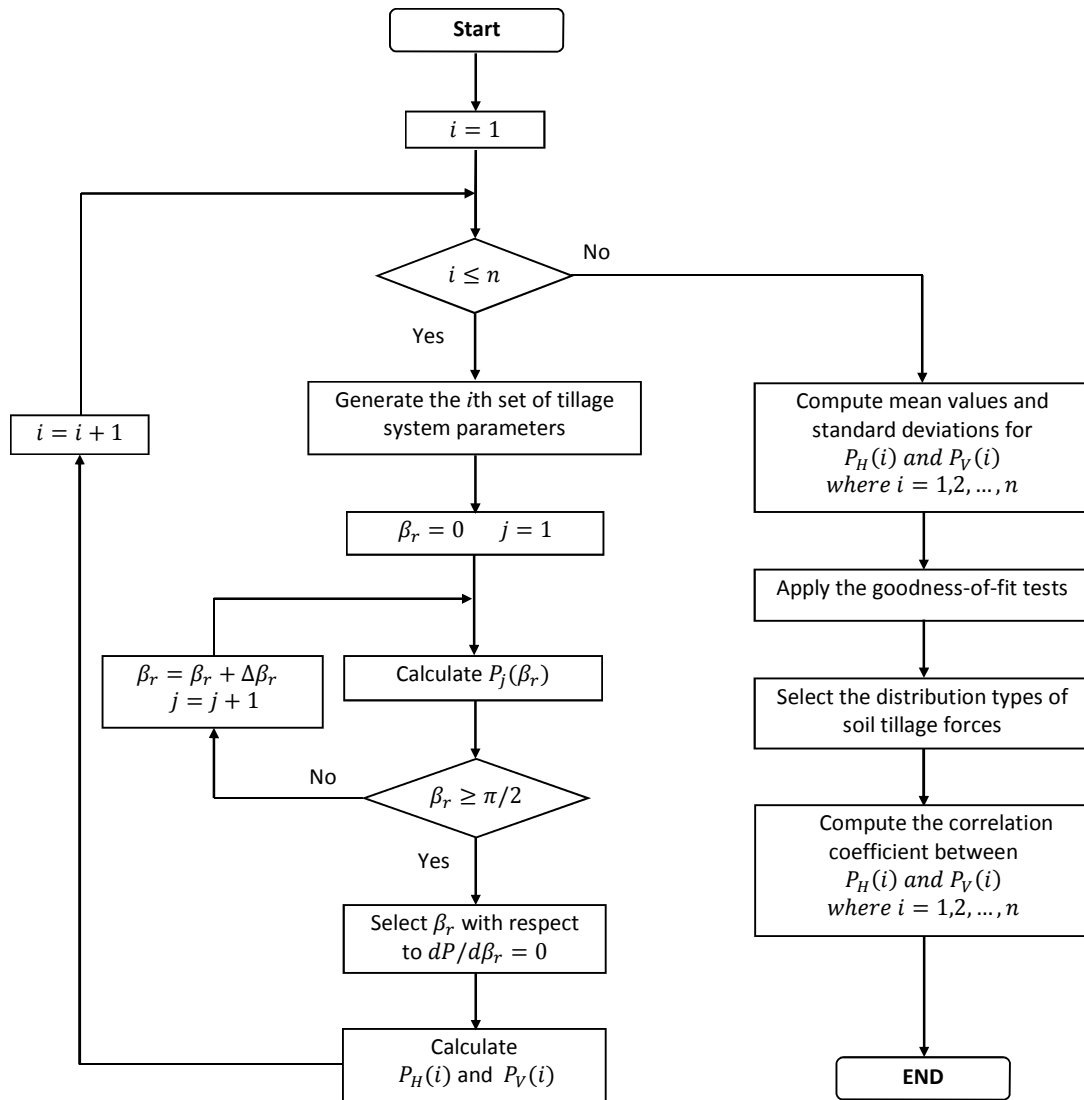 Start
i = 1
i ≤ n
No
Yes
Generate the ith set of tillage
system parameters
i = i + 1
β_r = 0 j = 1
β_r = β_r + Δβ_r
j = j + 1
Calculate P_j(β_r)
No
β_r ≥ π/2
Yes
Select β_r with respect
to dP/dβ_r = 0
Calculate
P_H(i) and P_V(i)
Compute mean values and
standard deviations for
P_H(i) and P_V(i)
where i = 1,2, … , n
Apply the goodness-of-fit tests
Select the distribution types of
soil tillage forces
Compute the correlation
coefficient between
P_H(i) and P_V(i)
where i = 1,2, … , n
END